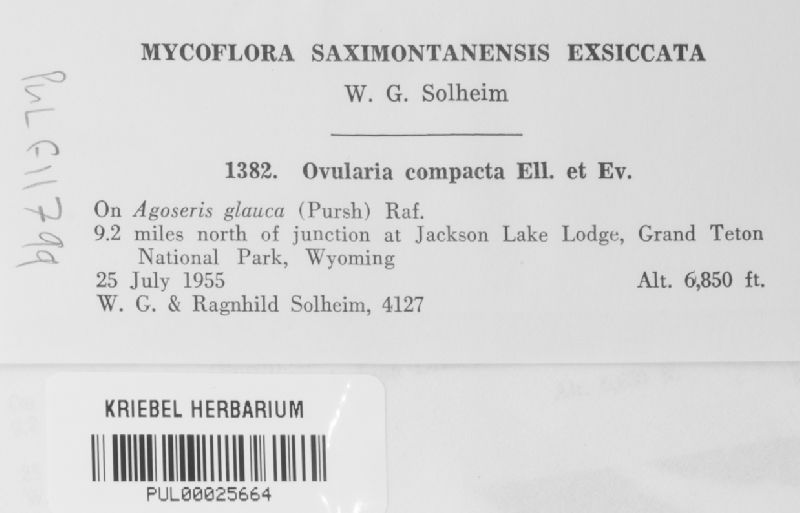 MYCOFLORA SAXIMONTANENSIS EXSICCATA
W. G. Solheim
1382. Ovularia compacta Ell. et Ev.
On Agoseris glauca (Pursh) Raf.
9.2 miles north of junction at Jackson Lake Lodge, Grand Teton
National Park, Wyoming
25 July 1955 Alt. 6,850 ft.
W. G. & Ragnhild Solheim, 4127
PUL F11799
KRIEBEL HERBARIUM
PUL00025664